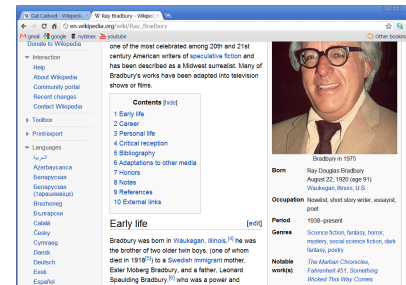 Gail Caldwell - Wikipedia
Ray Bradbury - Wikipe
en.wikipedia.org/wiki/Ray_Bradbury
gmail
google
nytimes
youtube
Other bookm
Donate to Wikipedia
Interaction
Help
About Wikipedia
Community portal
Recent changes
Contact Wikipedia
Toolbox
Print/export
Languages
العربية
Azərbaycanca
Беларуская
Беларуская
(тарашкевіца)
Brezhoneg
Български
Català
Česky
Cymraeg
Dansk
Deutsch
Eesti
Español
one of the most celebrated among 20th and 21st
century American writers of speculative fiction and
has been described as a Midwest surrealist. Many of
Bradbury's works have been adapted into television
shows or films.
Contents [hide]
1 Early life
2 Career
3 Personal life
4 Critical reception
5 Bibliography
6 Adaptations to other media
7 Honors
8 Notes
9 References
10 External links
Early life [edit]
Bradbury was born in Waukegan, Illinois,[4] he was
the brother of two older twin boys, (one of whom
died in 1918[5]) to a Swedish immigrant mother,
Ester Moberg Bradbury, and a father, Leonard
Spaulding Bradbury,[6] who was a power and
Bradbury in 1975
Born Ray Douglas Bradbury
August 22, 1920 (age 91)
Waukegan, Illinois, U.S.
Occupation Novelist, short story writer, essayist,
poet
Period 1938–present
Genres Science fiction, fantasy, horror,
mystery, social science fiction, dark
fantasy, poetry
Notable The Martian Chronicles,
work(s) Fahrenheit 451, Something
Wicked This Way Comes